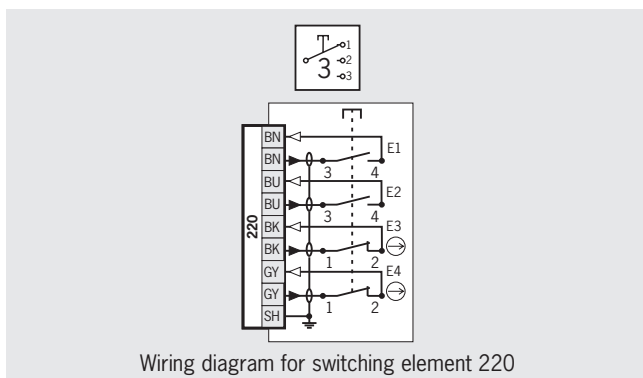 1
3 2
3
BN
E1
BN
3 4
BU
E2
BU
3 4
BK
E3
BK
1 2
GY
E4
GY
1 2
SH
220
Wiring diagram for switching element 220